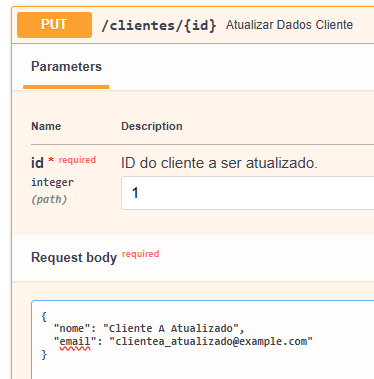 PUT /clientes/{id} Atualizar Dados Cliente
Parameters
Name Description
id * required ID do cliente a ser atualizado.
integer
(path)
1
Request body required
{
"nome": "Cliente A Atualizado",
"email": "clientea_atualizado@example.com"
}